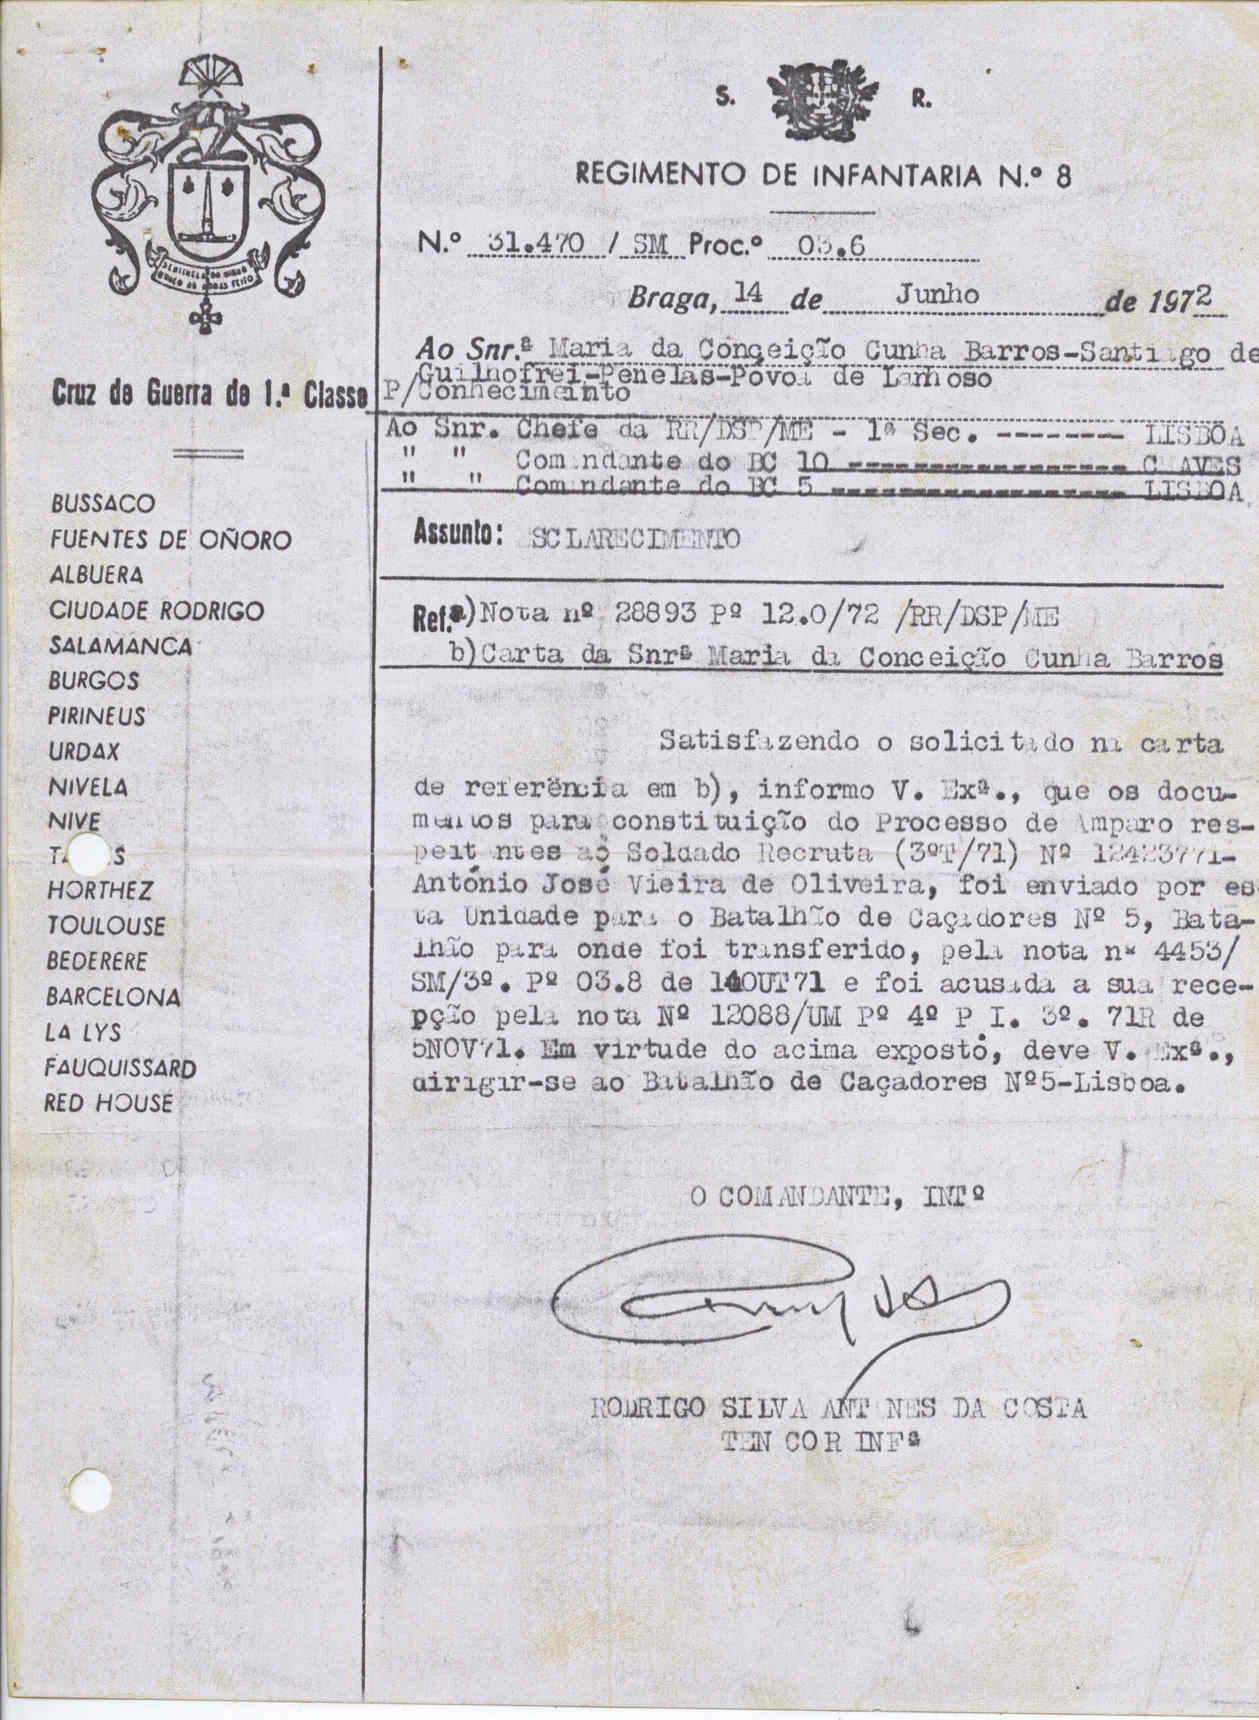 S. R.
REGIMENTO DE INFANTARIA N.º 8
N.º 31.470 / SM Proc.º 03.6
Braga, 14 de Junho de 1972
Ao Snr.ª Maria da Conceição Cunha Barros-Santiago de
Guilhofrei-Penelas-Povoa de Lanhoso
P/Conhecimeinto
Ao Snr. Chefe da RR/DSP/ME - 1ª Sec. ------- LISBOA
" " Comandante do BC 10 ---------------- CHAVES
" " Comandante do BC 5 ----------------- LISBOA
Assunto: SCLARECIMENTO
Ref.ª a)Nota nº 28893 Pº 12.0/72 /RR/DSP/ME
b)Carta da Snrª Maria da Conceição Cunha Barros
Satisfazendo o solicitado na carta
de referência em b), informo V. Exª., que os docu-
mentos para constituição do Processo de Amparo res-
peitantes ao Soldado Recruta (3ºT/71) Nº 12423771-
António José Vieira de Oliveira, foi enviado por es
ta Unidade para o Batalhão de Caçadores Nº 5, Bata-
lhão para onde foi transferido, pela nota nº 4453/
SM/3º. Pº 03.8 de 14OUT71 e foi acusada a sua rece-
pção pela nota Nº 12088/UM Pº 4º P I. 3º. 71R de
5NOV71. Em virtude do acima exposto, deve V. Exª.,
dirigir-se ao Batalhão de Caçadores Nº5-Lisboa.
O COMANDANTE, INTº
RODRIGO SILVA ANTUNES DA COSTA
TEN COR INFª
Cruz de Guerra de 1.ª Classe
BUSSACO
FUENTES DE OÑORO
ALBUERA
CIUDADE RODRIGO
SALAMANCA
BURGOS
PIRINEUS
URDAX
NIVELA
NIVE
HORTHEZ
TOULOUSE
BEDERERE
BARCELONA
LA LYS
FAUQUISSARD
RED HOUSE